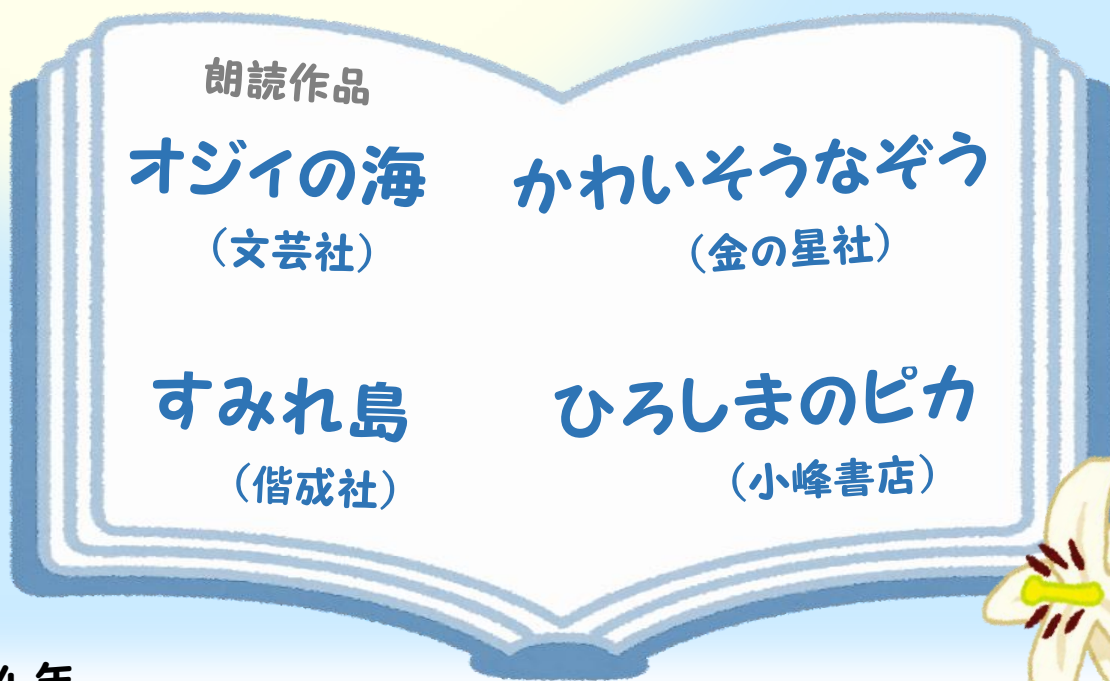 朗読作品
オジィの海
（文芸社）
かわいそうなぞう
（金の星社）
すみれ島
（偕成社）
ひろしまのピカ
（小峰書店）
年